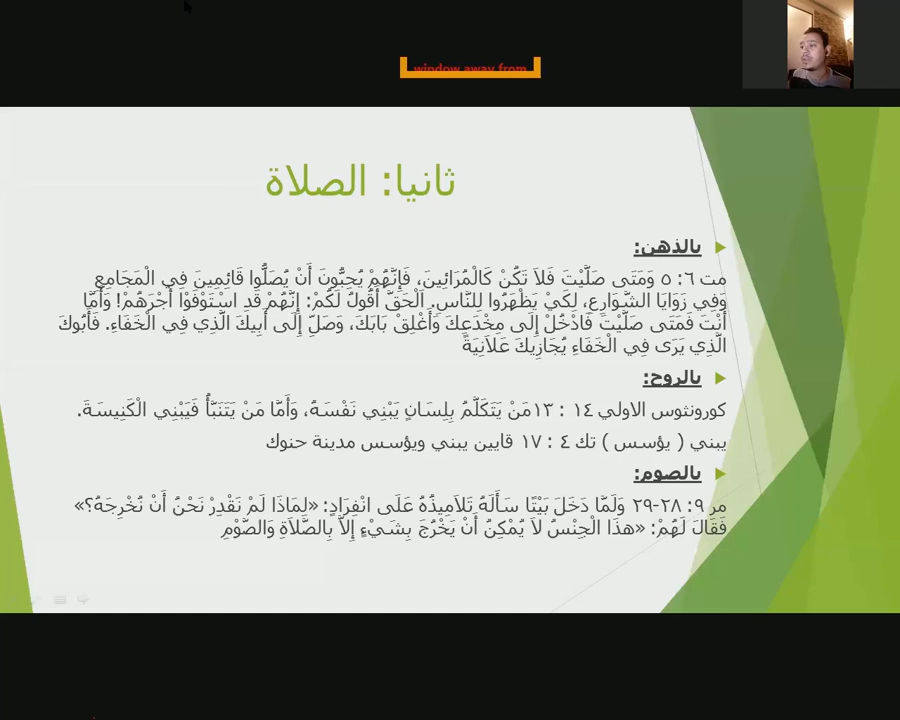 window away from
ثانيا: الصلاة
بالذهن:
مت ٦: ٥ وَمَتَى صَلَّيْتَ فَلاَ تَكُنْ كَالْمُرَائِينَ، فَإِنَّهُمْ يُحِبُّونَ أَنْ يُصَلُّوا قَائِمِينَ فِي الْمَجَامِعِ
وَفِي زَوَايَا الشَّوَارِعِ، لِكَيْ يَظْهَرُوا لِلنَّاسِ. اَلْحَقَّ أَقُولُ لَكُمْ: إِنَّهُمْ قَدِ اسْتَوْفَوْا أَجْرَهُمْ! وَأَمَّا
أَنْتَ فَمَتَى صَلَّيْتَ فَادْخُلْ إِلَى مِخْدَعِكَ وَأَغْلِقْ بَابَكَ، وَصَلِّ إِلَى أَبِيكَ الَّذِي فِي الْخَفَاءِ. فَأَبُوكَ
الَّذِي يَرَى فِي الْخَفَاءِ يُجَازِيكَ عَلاَنِيَةً
بالروح:
كورونثوس الاولي ١٤ : ١٣مَنْ يَتَكَلَّمُ بِلِسَانٍ يَبْنِي نَفْسَهُ، وَأَمَّا مَنْ يَتَنَبَّأُ فَيَبْنِي الْكَنِيسَةَ.
يبني ( يؤسس ) تك ٤ : ١٧ قايين يبني ويؤسس مدينة حنوك
بالصوم:
مر ٩: ٢٨-٢٩ وَلَمَّا دَخَلَ بَيْتًا سَأَلَهُ تَلاَمِيذُهُ عَلَى انْفِرَادٍ: «لِمَاذَا لَمْ نَقْدِرْ نَحْنُ أَنْ نُخْرِجَهُ؟»
فَقَالَ لَهُمْ: «هذَا الْجِنْسُ لاَ يُمْكِنُ أَنْ يَخْرُجَ بِشَيْءٍ إِلاَّ بِالصَّلاَةِ وَالصَّوْمِ